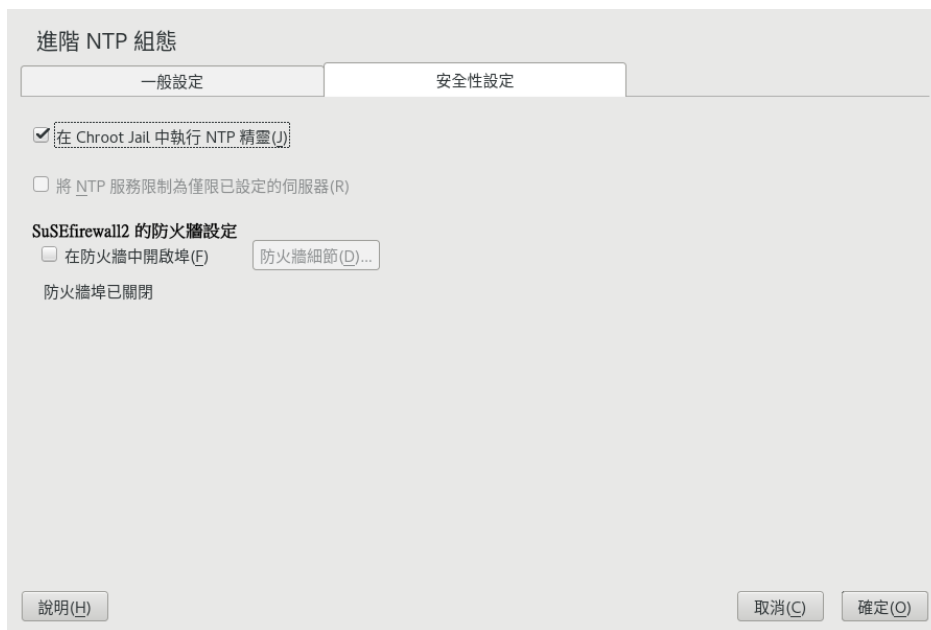 進階 NTP 組態
一般設定
安全性設定
在 Chroot Jail 中執行 NTP 精靈(J)
將 NTP 服務限制為僅限已設定的伺服器(R)
SuSEfirewall2 的防火牆設定
在防火牆中開啟埠(F)
防火牆細節(D)...
防火牆埠已關閉
說明(H)
取消(C)
確定(O)